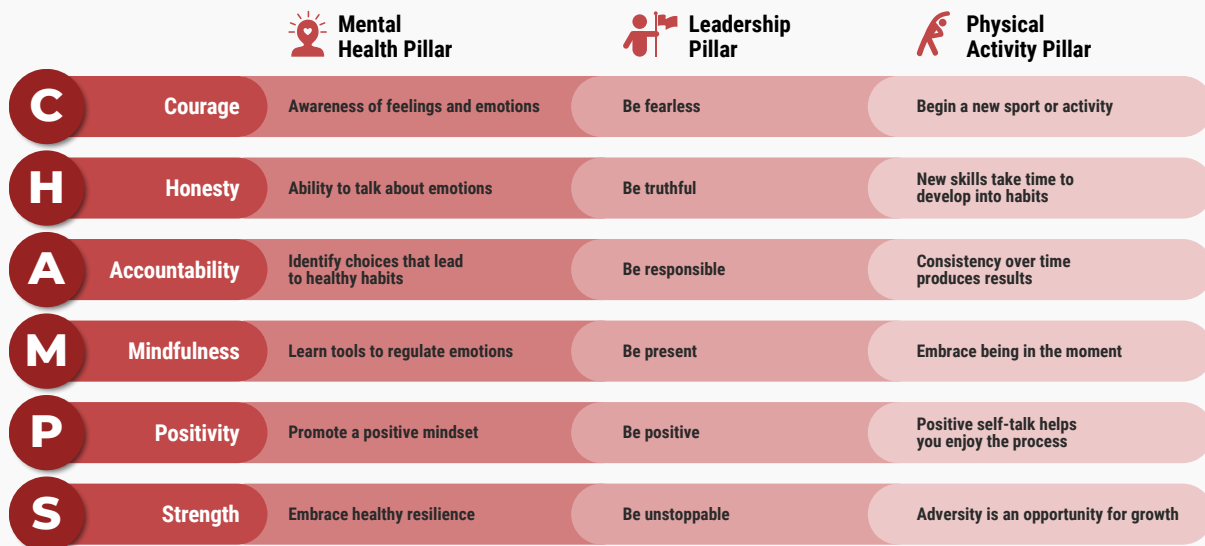 Mental
Health Pillar
Leadership
Pillar
Physical
Activity Pillar
C
Courage
Awareness of feelings and emotions
Be fearless
Begin a new sport or activity
H
Honesty
Ability to talk about emotions
Be truthful
New skills take time to
develop into habits
A
Accountability
Identify choices that lead
to healthy habits
Be responsible
Consistency over time
produces results
M
Mindfulness
Learn tools to regulate emotions
Be present
Embrace being in the moment
P
Positivity
Promote a positive mindset
Be positive
Positive self-talk helps
you enjoy the process
S
Strength
Embrace healthy resilience
Be unstoppable
Adversity is an opportunity for growth